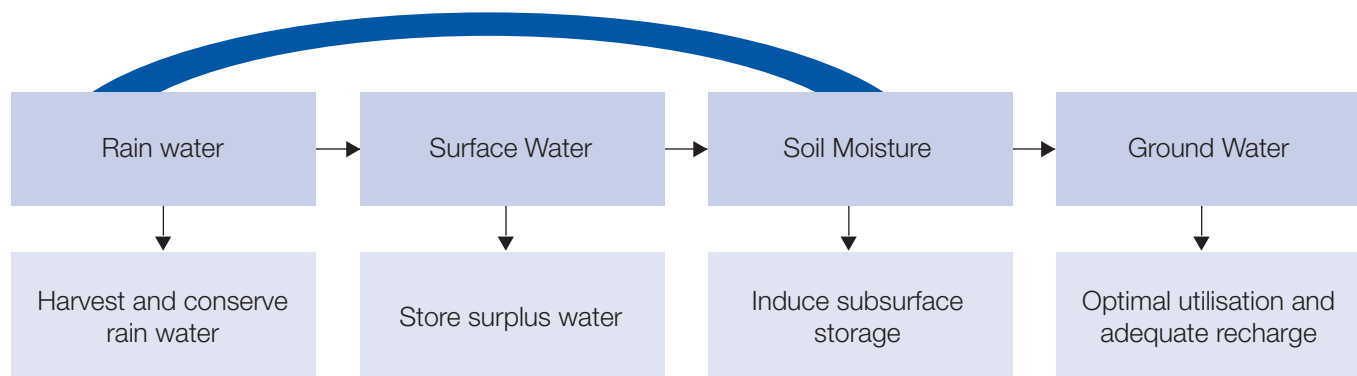 Rain water
Surface Water
Soil Moisture
Ground Water
Harvest and conserve
rain water
Store surplus water
Induce subsurface
storage
Optimal utilisation and
adequate recharge